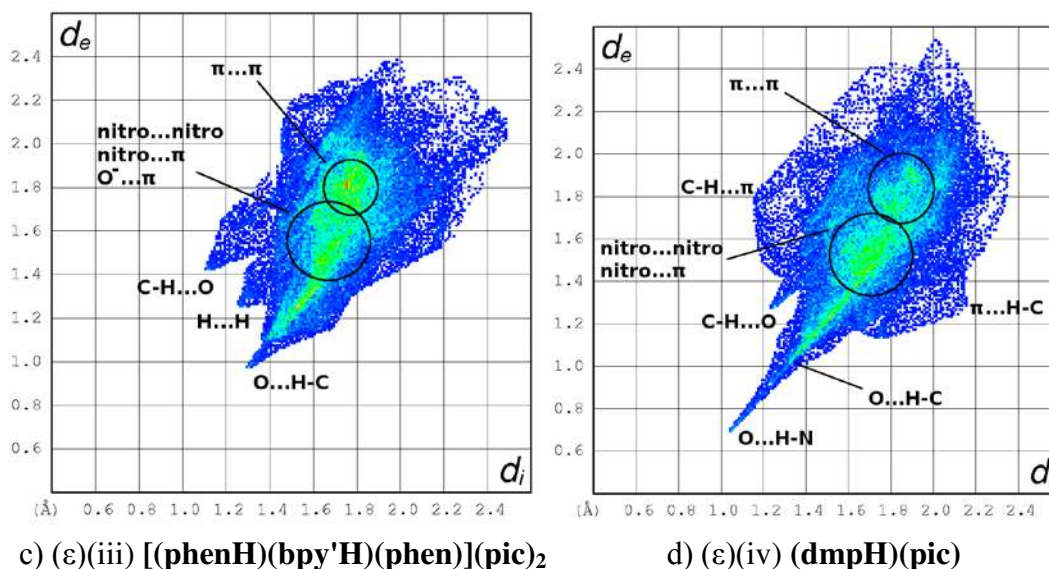 dₑ
2.4
2.2
2.0
1.8
1.6
1.4
1.2
1.0
0.8
0.6
π...π
nitro...nitro
nitro...π
O⁻...π
C-H...O
H...H
O...H-C
dᵢ
(Å) 0.6 0.8 1.0 1.2 1.4 1.6 1.8 2.0 2.2 2.4
c) (ε)(iii) [(phenH)(bpy'H)(phen)](pic)₂
dₑ
2.4
2.2
2.0
1.8
1.6
1.4
1.2
1.0
0.8
0.6
π...π
C-H...π
nitro...nitro
nitro...π
C-H...O
π...H-C
O...H-C
O...H-N
d
(Å) 0.6 0.8 1.0 1.2 1.4 1.6 1.8 2.0 2.2 2.4
d) (ε)(iv) (dmpH)(pic)